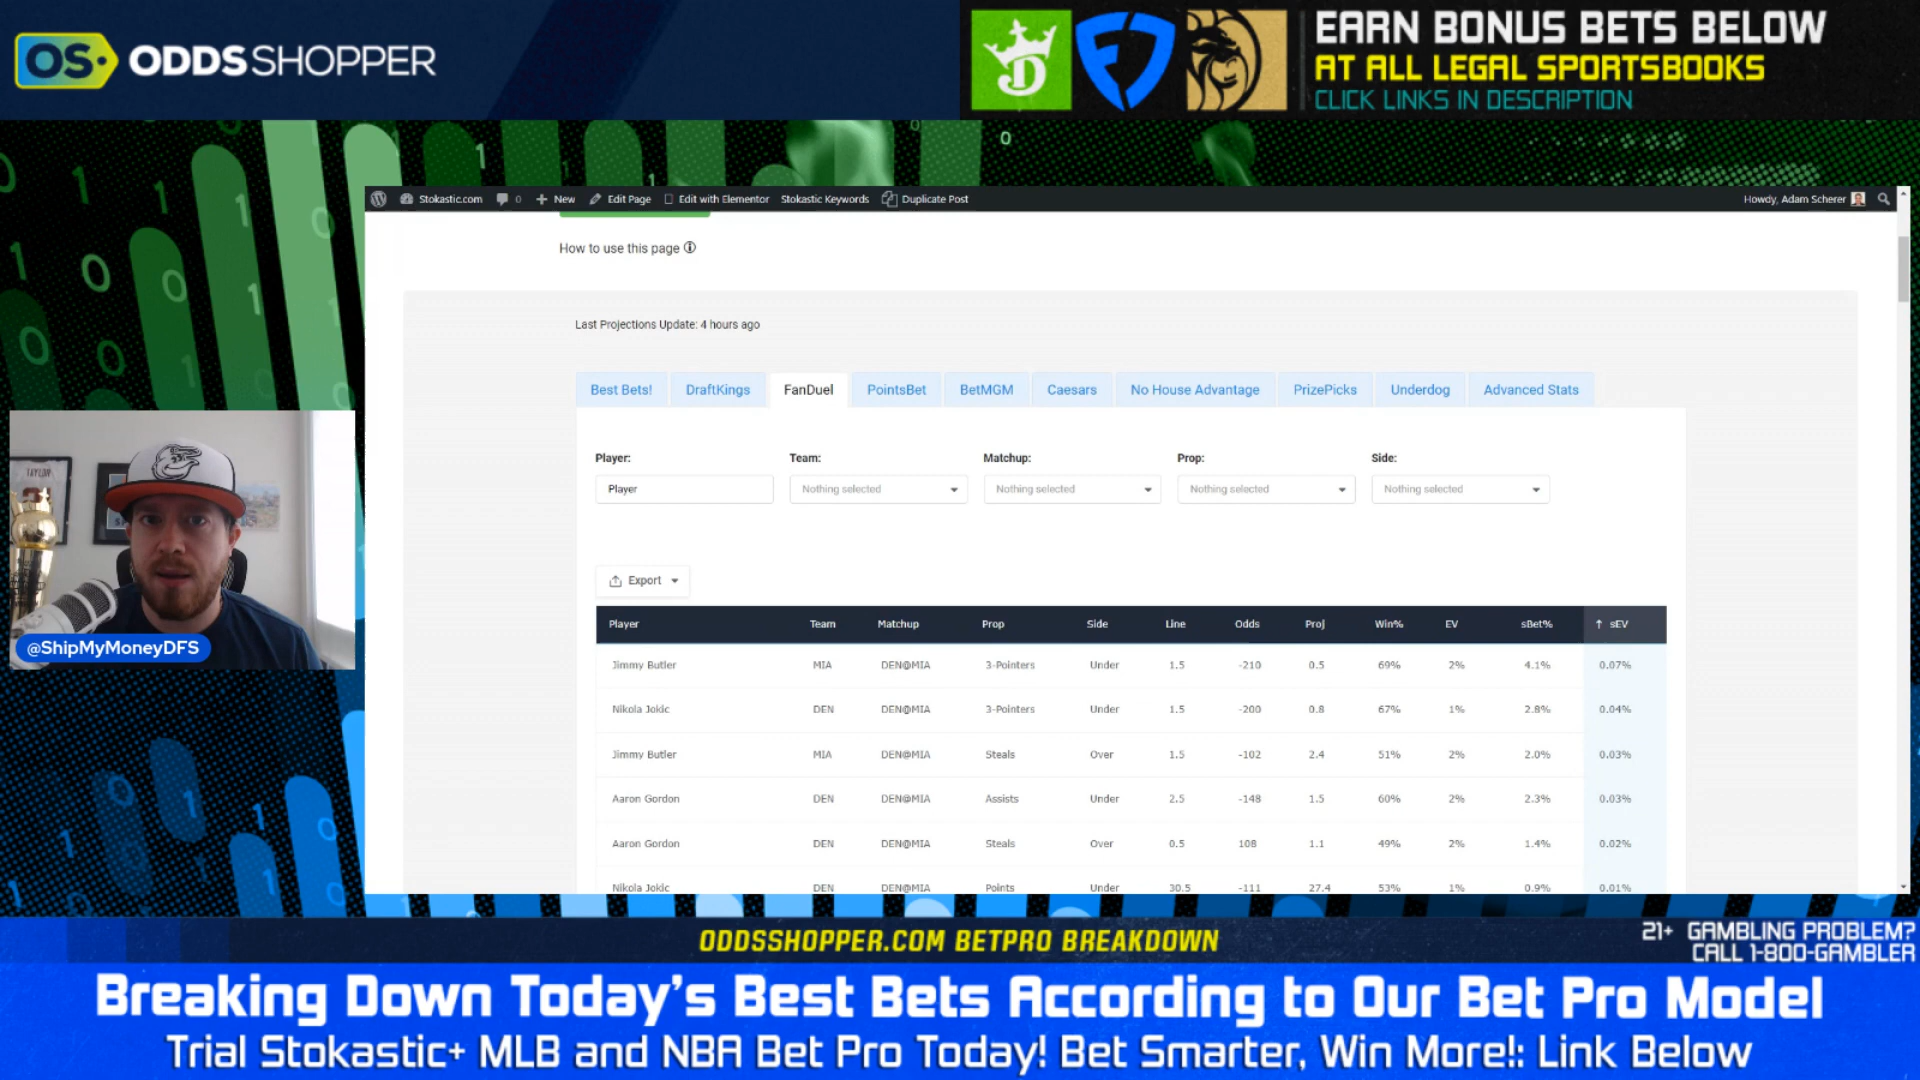 OS. ODDSSHOPPER
EARN BONUS BETS BELOW
AT ALL LEGAL SPORTSBOOKS
CLICK LINKS IN DESCRIPTION
Stokastic.com 0 New Edit Page Edit with Elementor Stokastic Keywords Duplicate Post Howdy, Adam Scherer
How to use this page
Last Projections Update: 4 hours ago
Best Bets! DraftKings FanDuel PointsBet BetMGM Caesars No House Advantage PrizePicks Underdog Advanced Stats
Player: Team: Matchup: Prop: Side:
Player Nothing selected Nothing selected Nothing selected Nothing selected
Export
Player Team Matchup Prop Side Line Odds Proj Win% EV sBet% ↑ sEV
Jimmy Butler MIA DEN@MIA 3-Pointers Under 1.5 -210 0.5 69% 2% 4.1% 0.07%
Nikola Jokic DEN DEN@MIA 3-Pointers Under 1.5 -200 0.8 67% 1% 2.8% 0.04%
Jimmy Butler MIA DEN@MIA Steals Over 1.5 -102 2.4 51% 2% 2.0% 0.03%
Aaron Gordon DEN DEN@MIA Assists Under 2.5 -148 1.5 60% 2% 2.3% 0.03%
Aaron Gordon DEN DEN@MIA Steals Over 0.5 108 1.1 49% 2% 1.4% 0.02%
Nikola Jokic DEN DEN@MIA Points Under 30.5 -111 27.4 53% 1% 0.9% 0.01%
TAYLOR
@ShipMyMoneyDFS
ODDSSHOPPER.COM BETPRO BREAKDOWN
21+ GAMBLING PROBLEM?
CALL 1-800-GAMBLER
Breaking Down Today's Best Bets According to Our Bet Pro Model
Trial Stokastic+ MLB and NBA Bet Pro Today! Bet Smarter, Win More!: Link Below